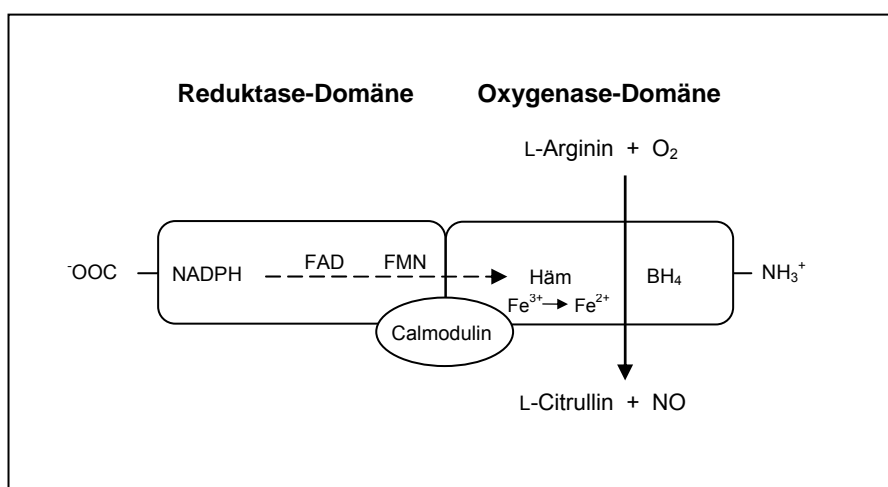 Reduktase-Domäne Oxygenase-Domäne
L-Arginin + O₂
⁻OOC NADPH FAD FMN Häm BH₄ NH₃⁺
Fe³⁺ Fe²⁺
Calmodulin
L-Citrullin + NO